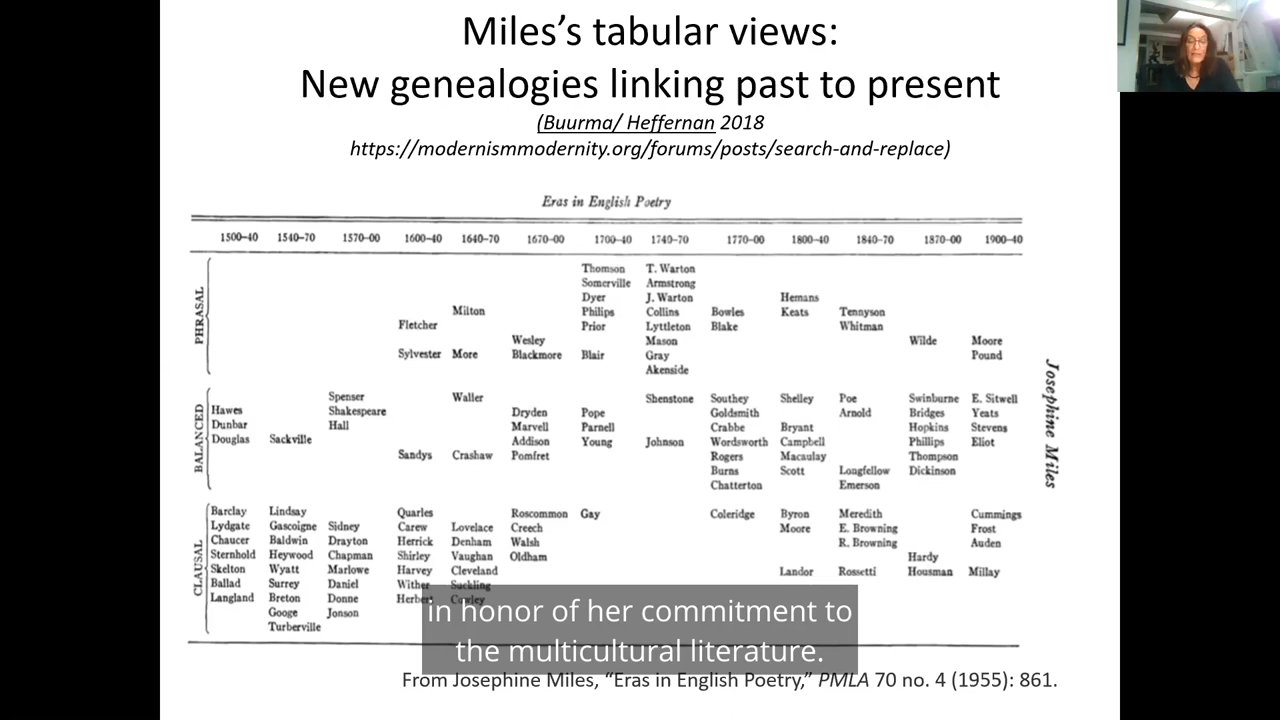 Miles’s tabular views:
New genealogies linking past to present
(Buurma/ Heffernan 2018
https://modernismmodernity.org/forums/posts/search-and-replace)
Eras in English Poetry
1500–40 1540–70 1570–00 1600–40 1640–70 1670–00 1700–40 1740–70 1770–00 1800–40 1840–70 1870–00 1900–40
PHRASAL
Thomson T. Warton
Somerville Armstrong
Dyer J. Warton Hemans
Milton Philips Collins Bowles Keats Tennyson
Fletcher Prior Lyttleton Blake Whitman
Wesley Mason Wilde Moore
Sylvester More Blackmore Blair Gray Pound
Akenside
BALANCED
Spenser Waller Shenstone Southey Shelley Poe Swinburne E. Sitwell
Hawes Shakespeare Dryden Pope Goldsmith Arnold Bridges Yeats
Dunbar Hall Marvell Parnell Crabbe Bryant Hopkins Stevens
Douglas Sackville Addison Young Johnson Wordsworth Campbell Phillips Eliot
Sandys Crashaw Pomfret Rogers Macaulay Thompson
Burns Scott Longfellow Dickinson
Chatterton Emerson
CLAUSAL
Barclay Lindsay Quarles Roscommon Gay Coleridge Byron Meredith Cummings
Lydgate Gascoigne Sidney Carew Lovelace Creech Moore E. Browning Frost
Chaucer Baldwin Drayton Herrick Denham Walsh R. Browning Auden
Sternhold Heywood Chapman Shirley Vaughan Oldham Hardy
Skelton Wyatt Marlowe Harvey Cleveland Landor Rossetti Housman Millay
Ballad Surrey Daniel Wither Suckling
Langland Breton Donne Herbert Cowley
Googe Jonson
Turberville
Josephine Miles
in honor of her commitment to
the multicultural literature.
From Josephine Miles, “Eras in English Poetry,” PMLA 70 no. 4 (1955): 861.